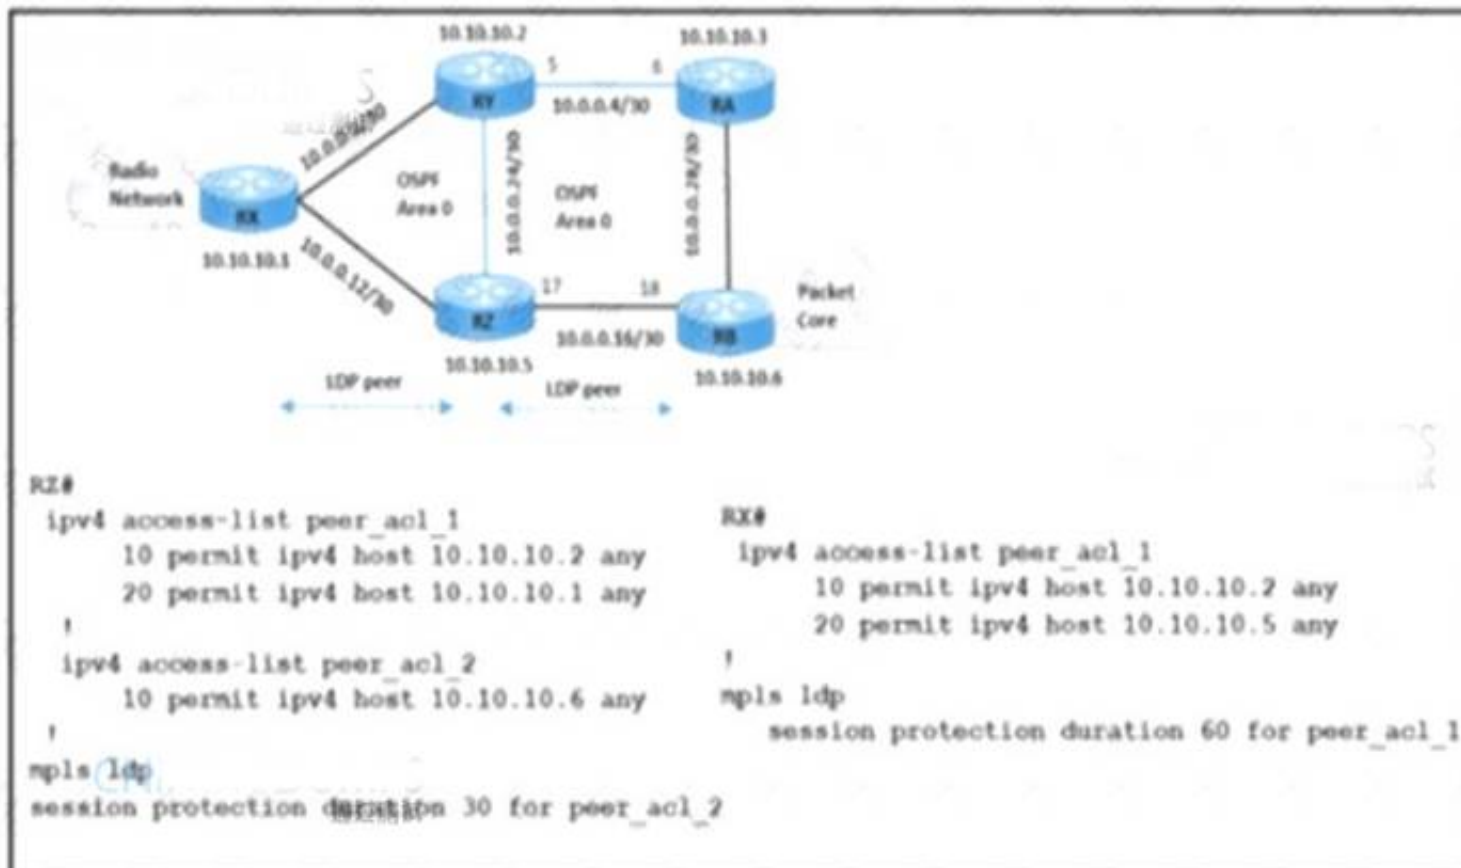 10.10.10.2
10.10.10.3
5 6
RY
10.0.0.4/30
RA
Radio
Network
RX
10.10.10.1
OSPF
Area 0
10.0.0.24/30
OSPF
Area 0
10.0.0.28/30
10.0.0.12/30
17 18
RZ
10.0.0.16/30
RB
Packet
Core
10.10.10.5
10.10.10.6
LDP peer
LDP peer
RZ#
ipv4 access-list peer_acl_1
10 permit ipv4 host 10.10.10.2 any
20 permit ipv4 host 10.10.10.1 any
!
ipv4 access-list peer_acl_2
10 permit ipv4 host 10.10.10.6 any
!
mpls ldp
session protection duration 30 for peer_acl_2
RX#
ipv4 access-list peer_acl_1
10 permit ipv4 host 10.10.10.2 any
20 permit ipv4 host 10.10.10.5 any
!
mpls ldp
session protection duration 60 for peer_acl_1